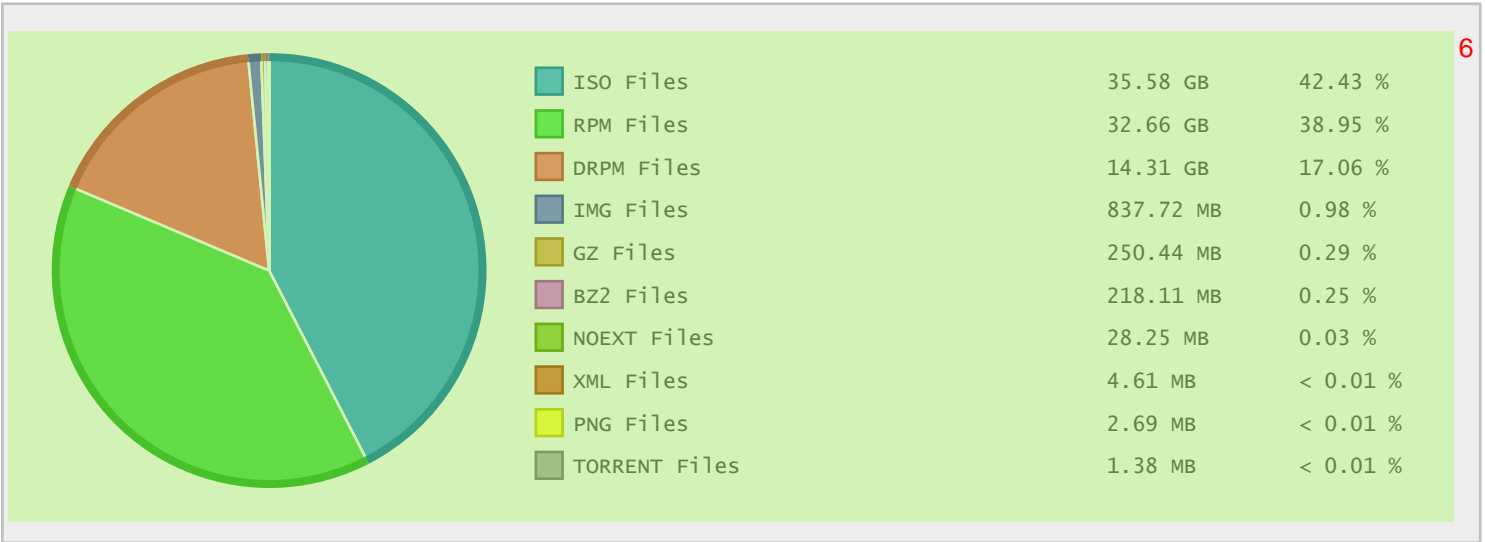 6
ISO Files 35.58 GB 42.43 %
RPM Files 32.66 GB 38.95 %
DRPM Files 14.31 GB 17.06 %
IMG Files 837.72 MB 0.98 %
GZ Files 250.44 MB 0.29 %
BZ2 Files 218.11 MB 0.25 %
NOEXT Files 28.25 MB 0.03 %
XML Files 4.61 MB < 0.01 %
PNG Files 2.69 MB < 0.01 %
TORRENT Files 1.38 MB < 0.01 %